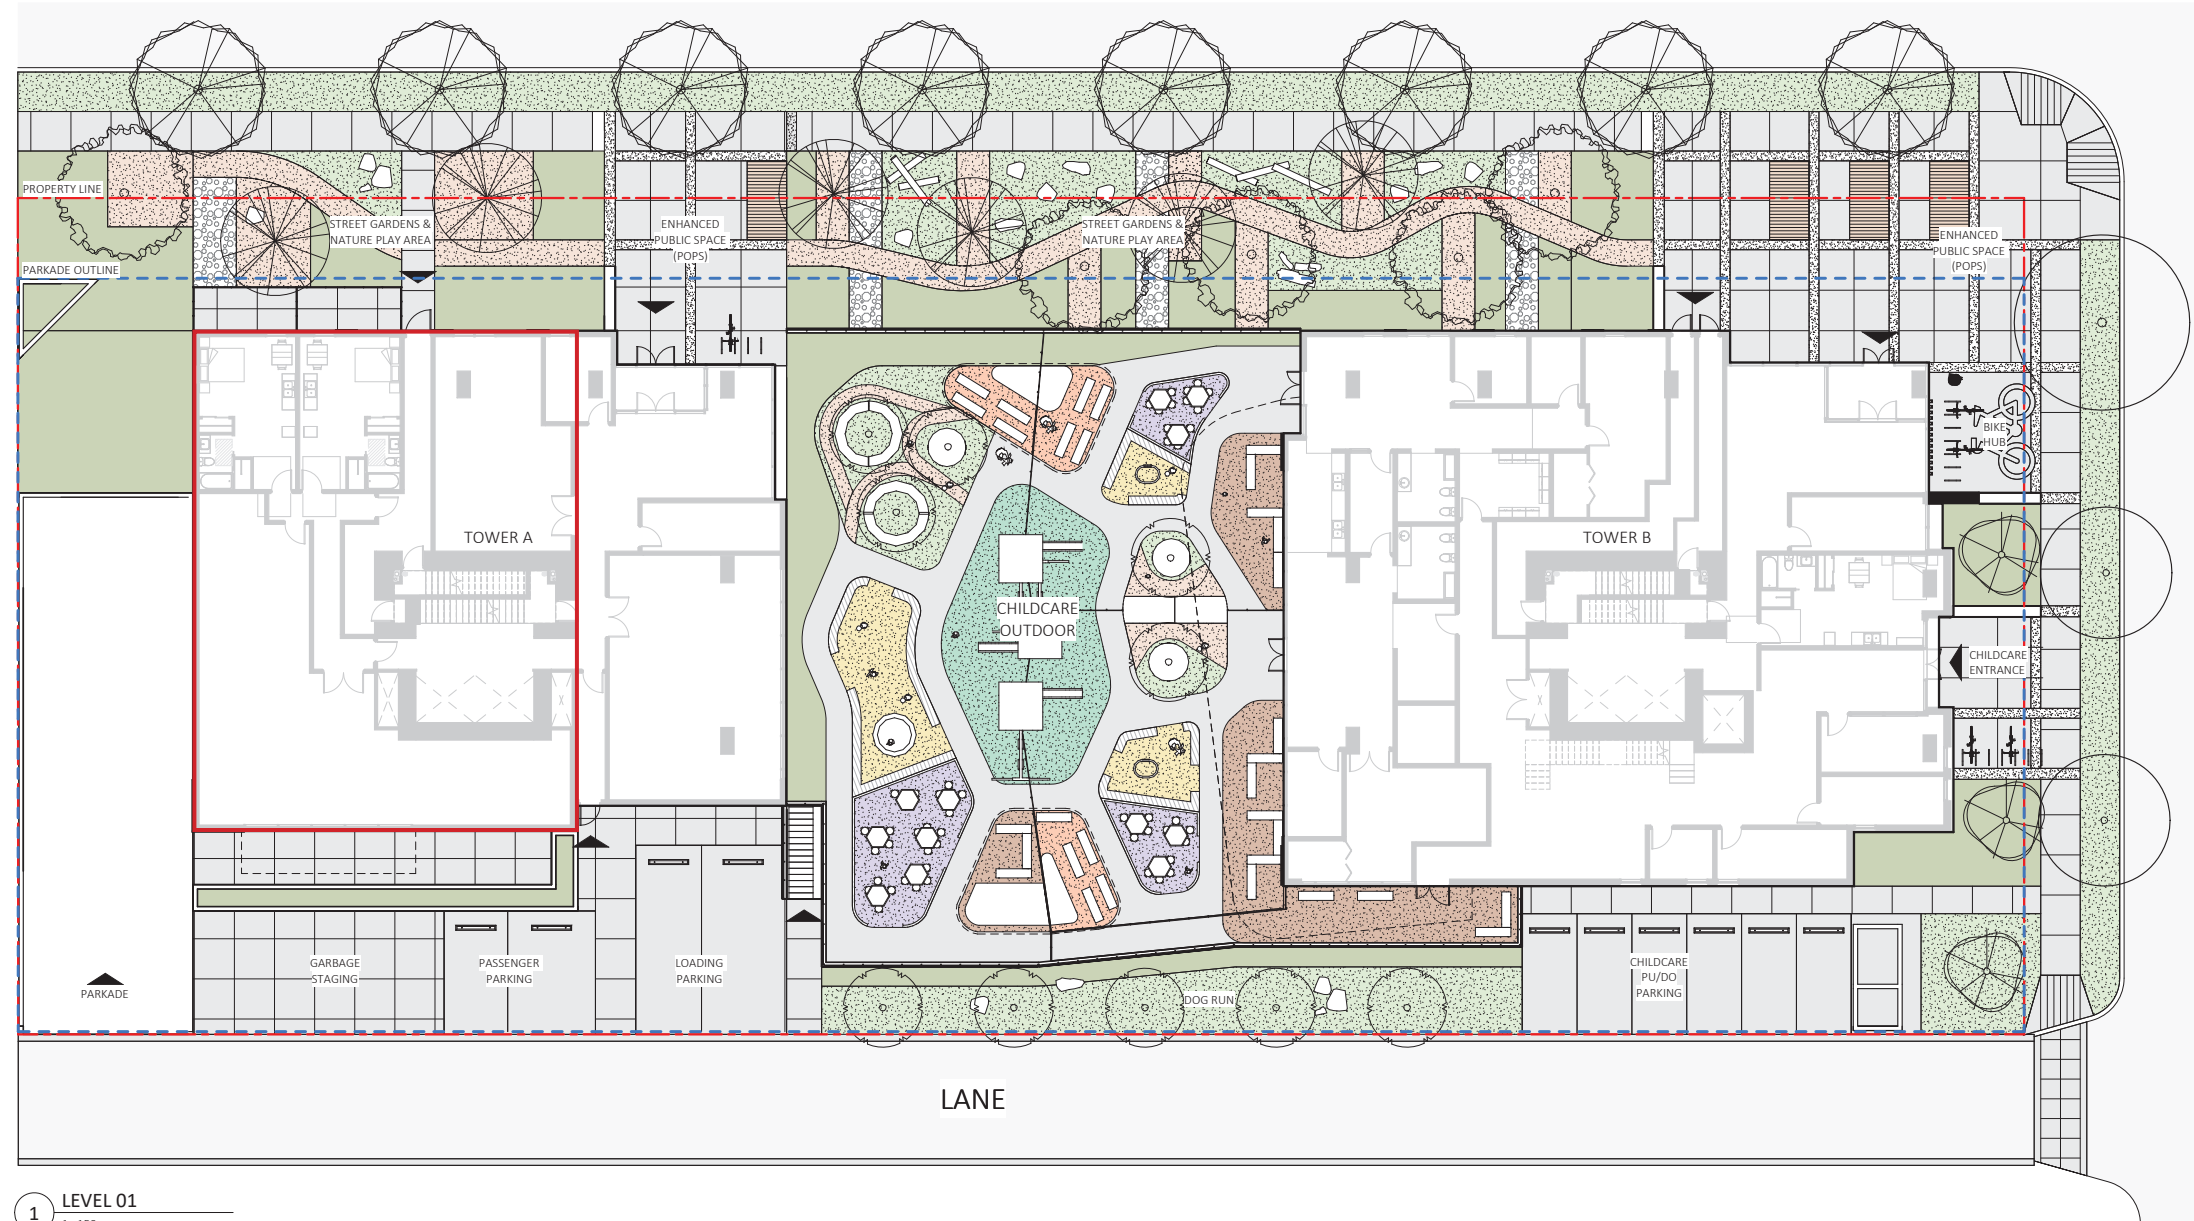 PROPERTY LINE
STREET GARDENS &
NATURE PLAY AREA
ENHANCED
PUBLIC SPACE
(POPS)
STREET GARDENS &
NATURE PLAY AREA
ENHANCED
PUBLIC SPACE
(POPS)
PARKADE OUTLINE
BIKE
HUB
TOWER A
TOWER B
CHILDCARE
OUTDOOR
CHILDCARE
ENTRANCE
GARBAGE
STAGING
PASSENGER
PARKING
LOADING
PARKING
CHILDCARE
PU/DO
PARKING
PARKADE
DOG RUN
LANE
1
LEVEL 01